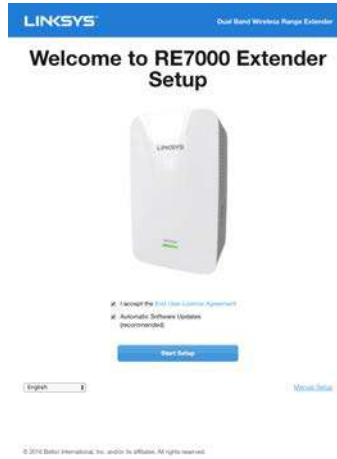 LINKSYS
Dual Band Wireless Range Extender
Welcome to RE7000 Extender
Setup
LINKSYS
I accept the End User License Agreement
Automatic Software Updates
(recommended)
Start Setup
English
Manual Setup
© 2016 Belkin International, Inc. and/or its affiliates. All rights reserved.